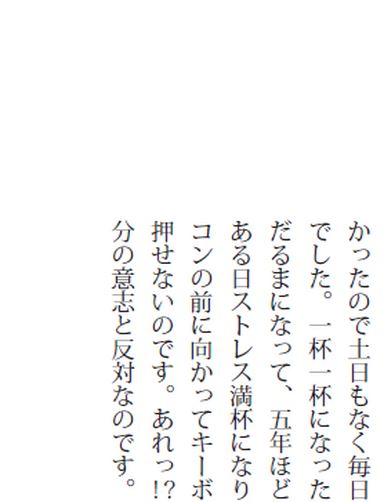 かったので土日もなく毎日
でした。一杯一杯になった
だるまになって、五年ほど
ある日ストレス満杯になり
コンの前に向かってキーボ
押せないのです。あれっ!?
分の意志と反対なのです。